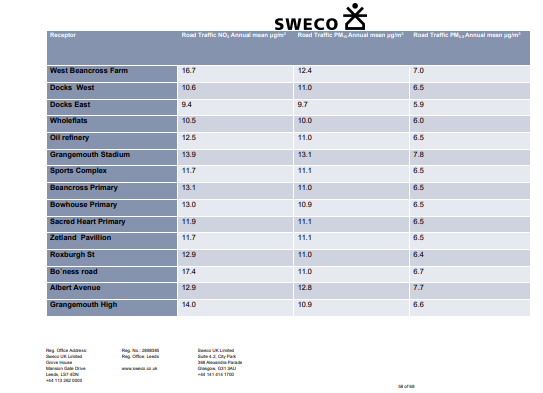 SWECO
Receptor Road Traffic NO₂ Annual mean µg/m³ Road Traffic PM₁₀ Annual mean µg/m³ Road Traffic PM₂.₅ Annual mean µg/m³
West Beancross Farm 16.7 12.4 7.0
Docks West 10.6 11.0 6.5
Docks East 9.4 9.7 5.9
Wholeflats 10.5 10.0 6.0
Oil refinery 12.5 11.0 6.5
Grangemouth Stadium 13.9 13.1 7.8
Sports Complex 11.7 11.1 6.5
Beancross Primary 13.1 11.0 6.5
Bowhouse Primary 13.0 10.9 6.5
Sacred Heart Primary 11.9 11.1 6.5
Zetland Pavillion 11.7 11.1 6.5
Roxburgh St 12.9 11.0 6.4
Bo`ness road 17.4 11.0 6.7
Albert Avenue 12.9 12.8 7.7
Grangemouth High 14.0 10.9 6.6
Reg. Office Address: Reg. No.: 2888385 Sweco UK Limited
Sweco UK Limited Reg. Office: Leeds Suite 4.2, City Park
Grove House 368 Alexandra Parade
Mansion Gate Drive www.sweco.co.uk Glasgow, G31 3AU
Leeds, LS7 4DN +44 141 414 1700
+44 113 262 0000
58 of 68